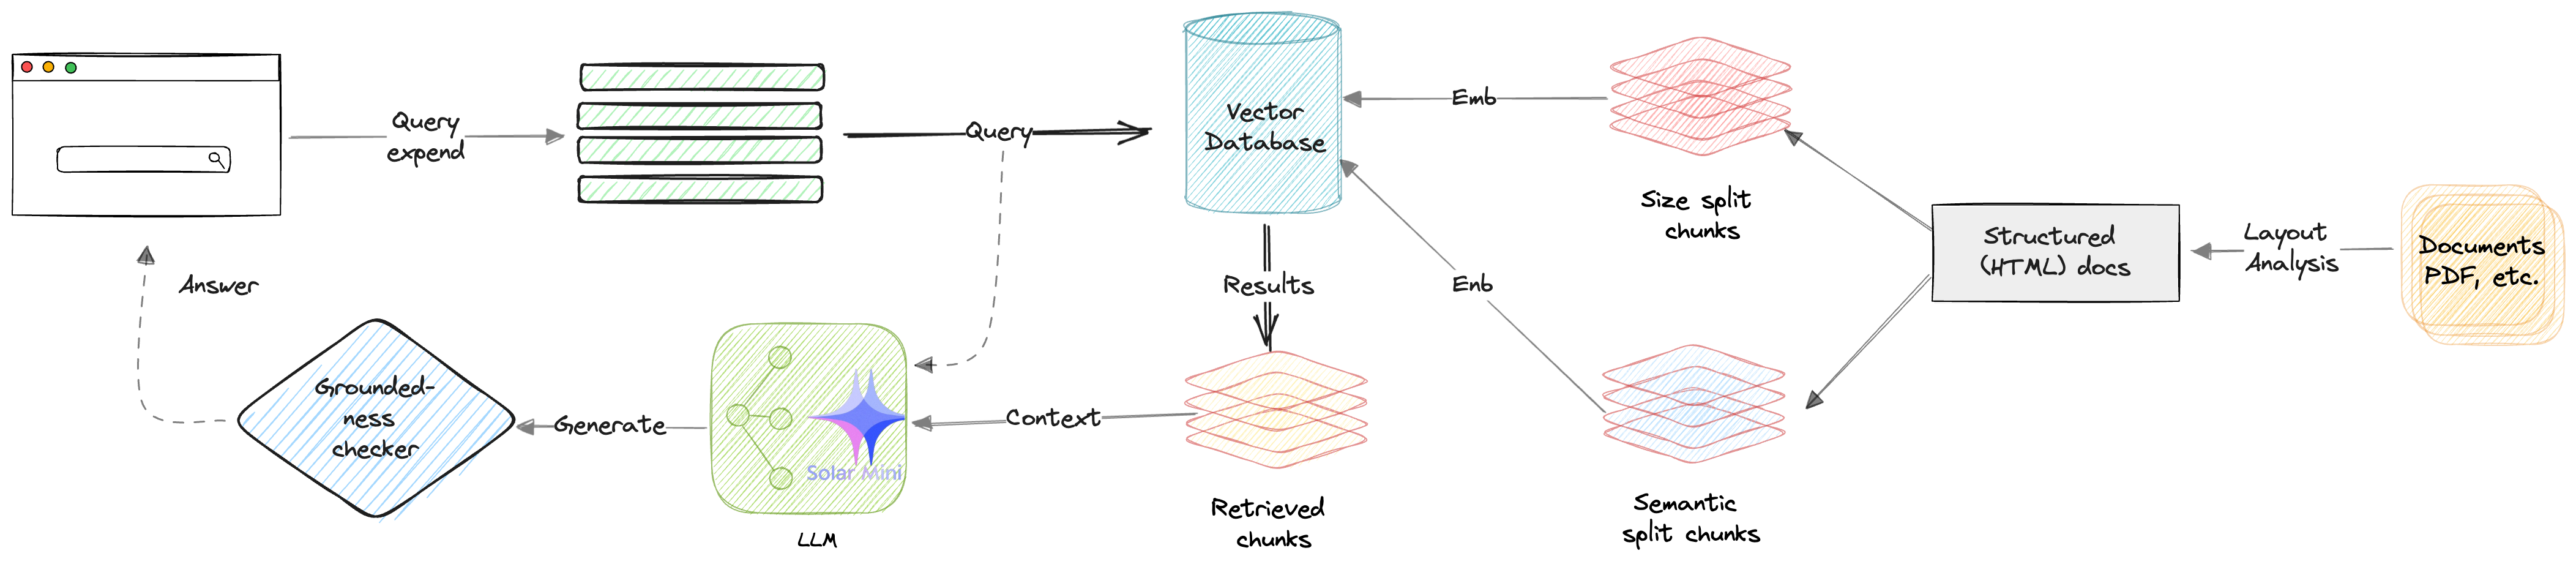 Query
expend
Query
Vector
Database
Emb
Size split
chunks
Structured
(HTML) docs
Layout
Analysis
Documents
PDF, etc.
Answer
Results
Enb
Grounded-
ness
checker
Generate
Solar Mini
LLM
Context
Retrieved
chunks
Semantic
split chunks